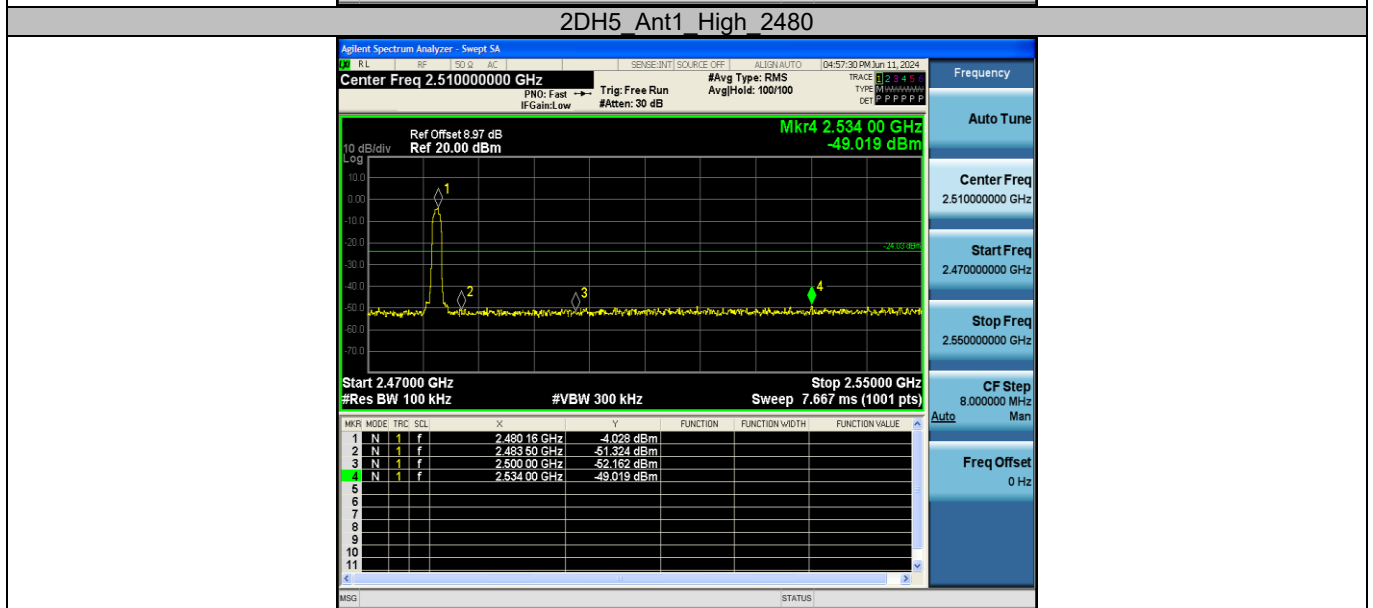 2DH5_Ant1_High_2480
Agilent Spectrum Analyzer - Swept SA
RL RF 50 Ω AC SENSE:INT SOURCE OFF ALIGN AUTO 04:57:30 PM Jun 11, 2024
Center Freq 2.510000000 GHz #Avg Type: RMS TRACE 1 2 3 4 5 6
PNO: Fast Trig: Free Run Avg|Hold: 100/100 TYPE M
IFGain:Low #Atten: 30 dB DET P P P P P P
Frequency
Mkr4 2.534 00 GHz
-49.019 dBm
Ref Offset 8.97 dB
10 dB/div Ref 20.00 dBm
Log
10.0
0.00
-10.0
-20.0
-30.0
-40.0
-50.0
-60.0
-70.0
1
2
3
4
-24.03 dBm
Start 2.47000 GHz Stop 2.55000 GHz
#Res BW 100 kHz #VBW 300 kHz Sweep 7.667 ms (1001 pts)
MKR MODE TRC SCL X Y FUNCTION FUNCTION WIDTH FUNCTION VALUE
1 N 1 f 2.480 16 GHz -4.028 dBm
2 N 1 f 2.483 50 GHz -51.324 dBm
3 N 1 f 2.500 00 GHz -52.162 dBm
4 N 1 f 2.534 00 GHz -49.019 dBm
5
6
7
8
9
10
11
Auto Tune
Center Freq
2.510000000 GHz
Start Freq
2.470000000 GHz
Stop Freq
2.550000000 GHz
CF Step
8.000000 MHz
Auto Man
Freq Offset
0 Hz
MSG STATUS